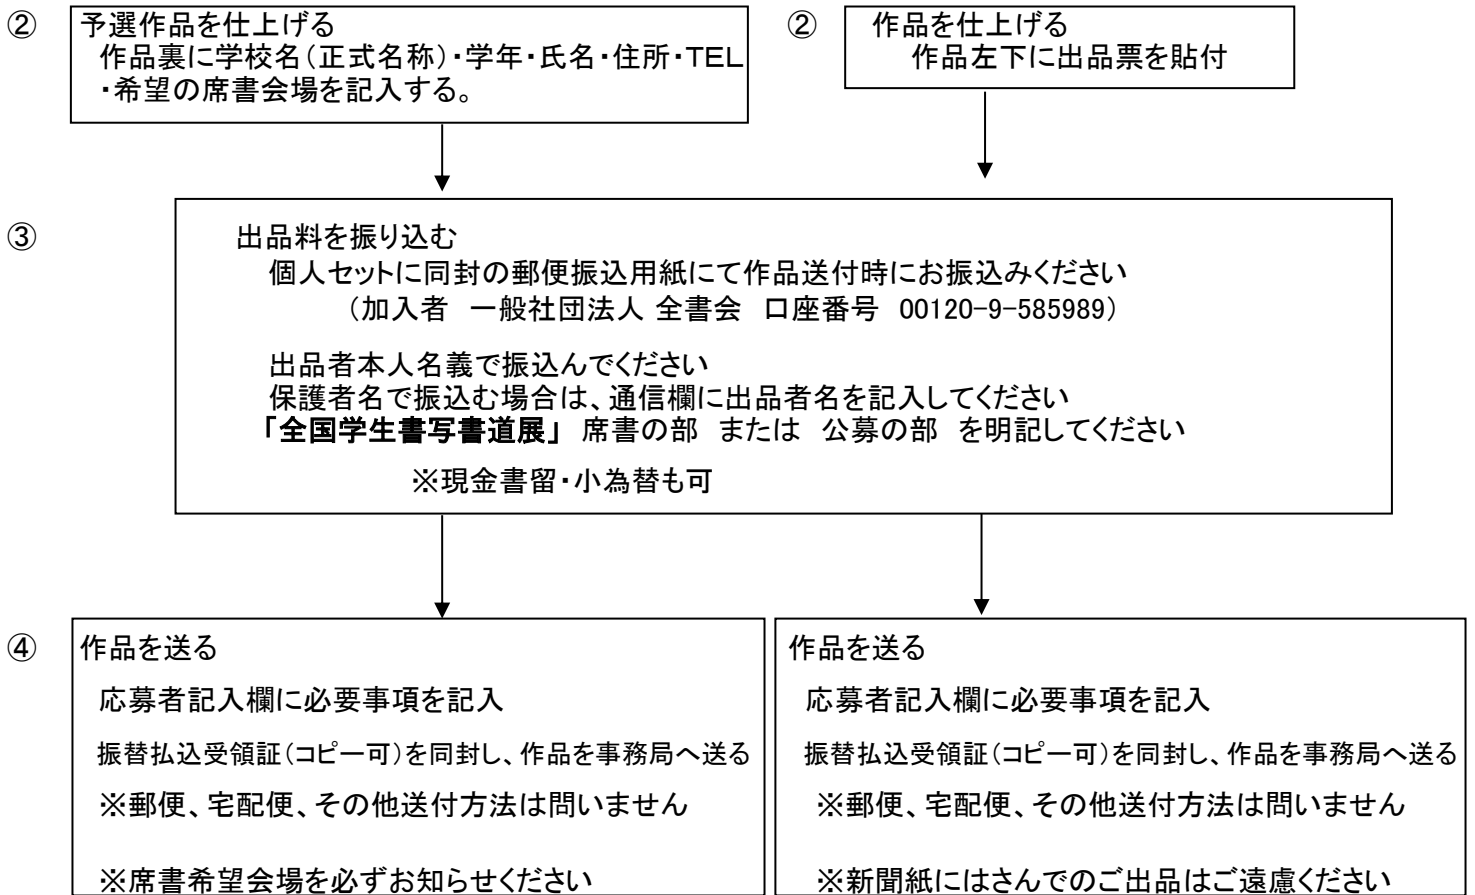 ②
予選作品を仕上げる
作品裏に学校名(正式名称)・学年・氏名・住所・TEL
・希望の席書会場を記入する。
②
作品を仕上げる
作品左下に出品票を貼付
③
出品料を振り込む
個人セットに同封の郵便振込用紙にて作品送付時にお振込みください
(加入者 一般社団法人 全書会 口座番号 00120-9-585989)
出品者本人名義で振込んでください
保護者名で振込む場合は、通信欄に出品者名を記入してください
「全国学生書写書道展」 席書の部 または 公募の部 を明記してください
※現金書留・小為替も可
④
作品を送る
応募者記入欄に必要事項を記入
振替払込受領証(コピー可)を同封し、作品を事務局へ送る
※郵便、宅配便、その他送付方法は問いません
※席書希望会場を必ずお知らせください
作品を送る
応募者記入欄に必要事項を記入
振替払込受領証(コピー可)を同封し、作品を事務局へ送る
※郵便、宅配便、その他送付方法は問いません
※新聞紙にはさんでのご出品はご遠慮ください